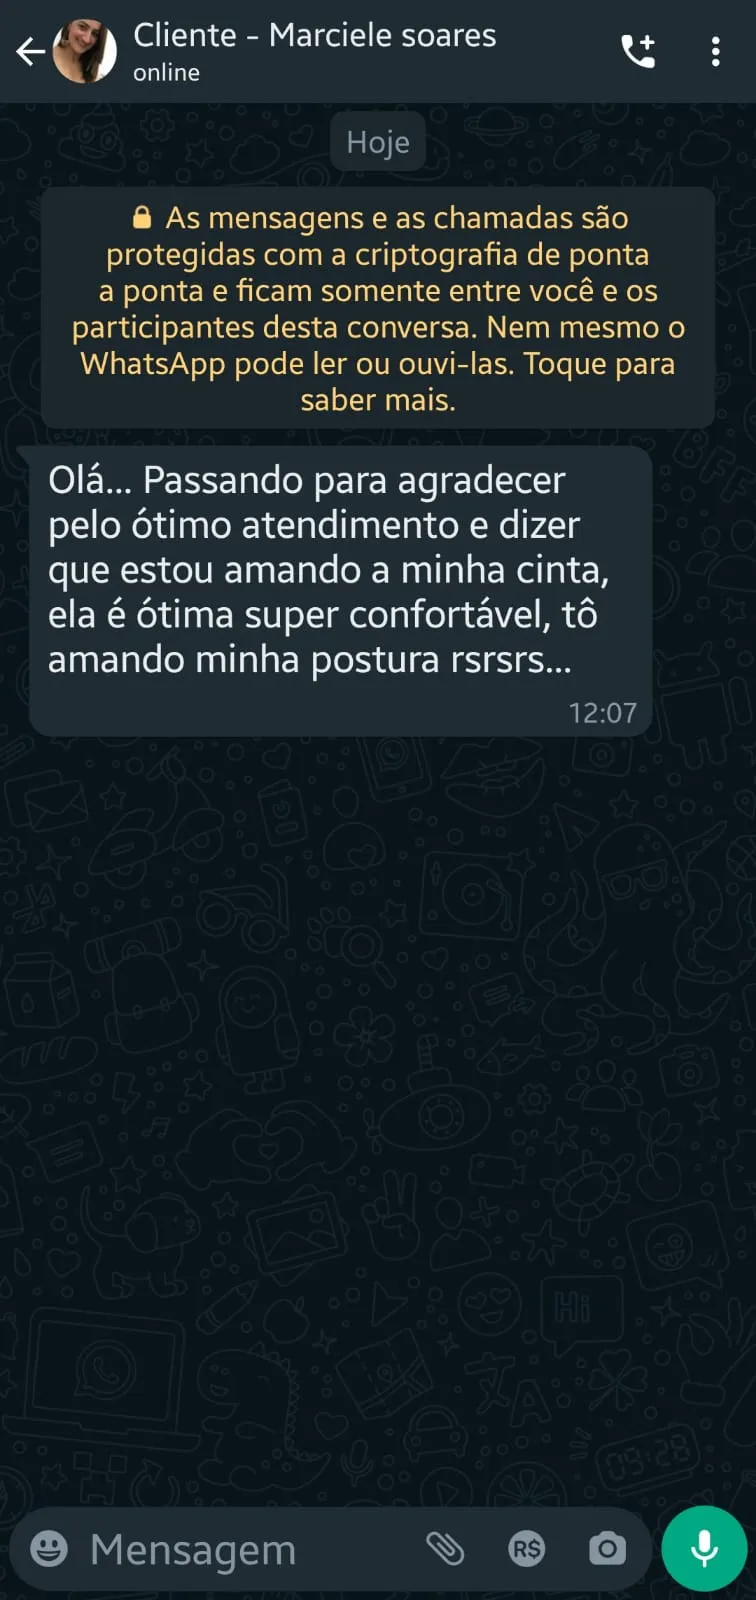 Cliente - Marciele soares
online
Hoje
As mensagens e as chamadas são
protegidas com a criptografia de ponta
a ponta e ficam somente entre você e os
participantes desta conversa. Nem mesmo o
WhatsApp pode ler ou ouvi-las. Toque para
saber mais.
Olá... Passando para agradecer
pelo ótimo atendimento e dizer
que estou amando a minha cinta,
ela é ótima super confortável, tô
amando minha postura rsrsrs...
12:07
Hi
09:28
Mensagem
R$